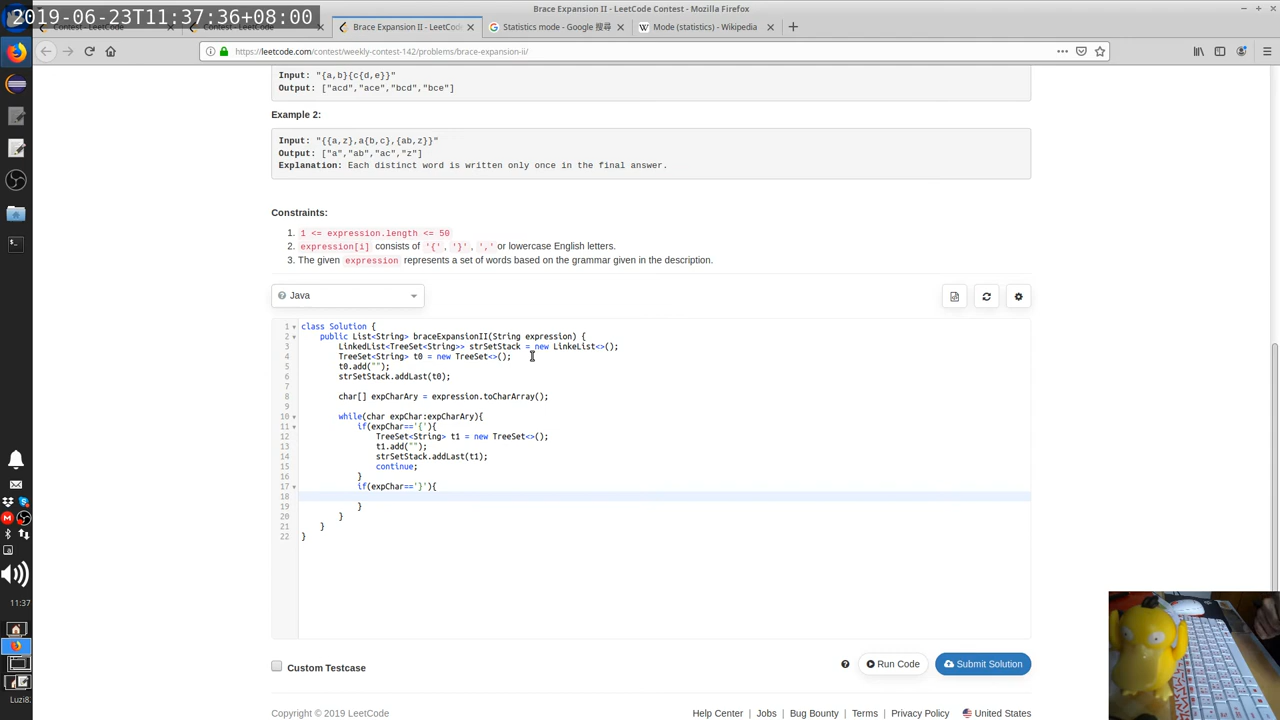 Brace Expansion II - LeetCode Contest - Mozilla Firefox
2019-06-23T11:37:36+08:00
Brace Expansion II - LeetCode
Statistics mode - Google 搜尋
Mode (statistics) - Wikipedia
https://leetcode.com/contest/weekly-contest-142/problems/brace-expansion-ii/
Input: "{a,b}{c{d,e}}"
Output: ["acd","ace","bcd","bce"]
Example 2:
Input: "{{a,z},a{b,c},{ab,z}}"
Output: ["a","ab","ac","z"]
Explanation: Each distinct word is written only once in the final answer.
Constraints:
1. 1 <= expression.length <= 50
2. expression[i] consists of '{', '}', ',' or lowercase English letters.
3. The given expression represents a set of words based on the grammar given in the description.
Java
1 class Solution {
2 public List<String> braceExpansionII(String expression) {
3 LinkedList<TreeSet<String>> strSetStack = new LinkeList<>();
4 TreeSet<String> t0 = new TreeSet<>();
5 t0.add("");
6 strSetStack.addLast(t0);
7
8 char[] expCharAry = expression.toCharArray();
9
10 while(char expChar:expCharAry){
11 if(expChar=='{'){
12 TreeSet<String> t1 = new TreeSet<>();
13 t1.add("");
14 strSetStack.addLast(t1);
15 continue;
16 }
17 if(expChar=='}'){
18
19 }
20 }
21 }
22 }
11:37
Custom Testcase
Run Code
Submit Solution
Luzi8
Copyright © 2019 LeetCode
Help Center | Jobs | Bug Bounty | Terms | Privacy Policy
United States